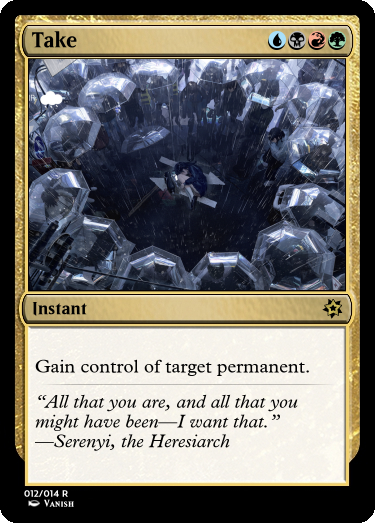 Take
Instant
Gain control of target permanent.
“All that you are, and all that you
might have been—I want that.”
—Serenyi, the Heresiarch
012/014 R
Vanish